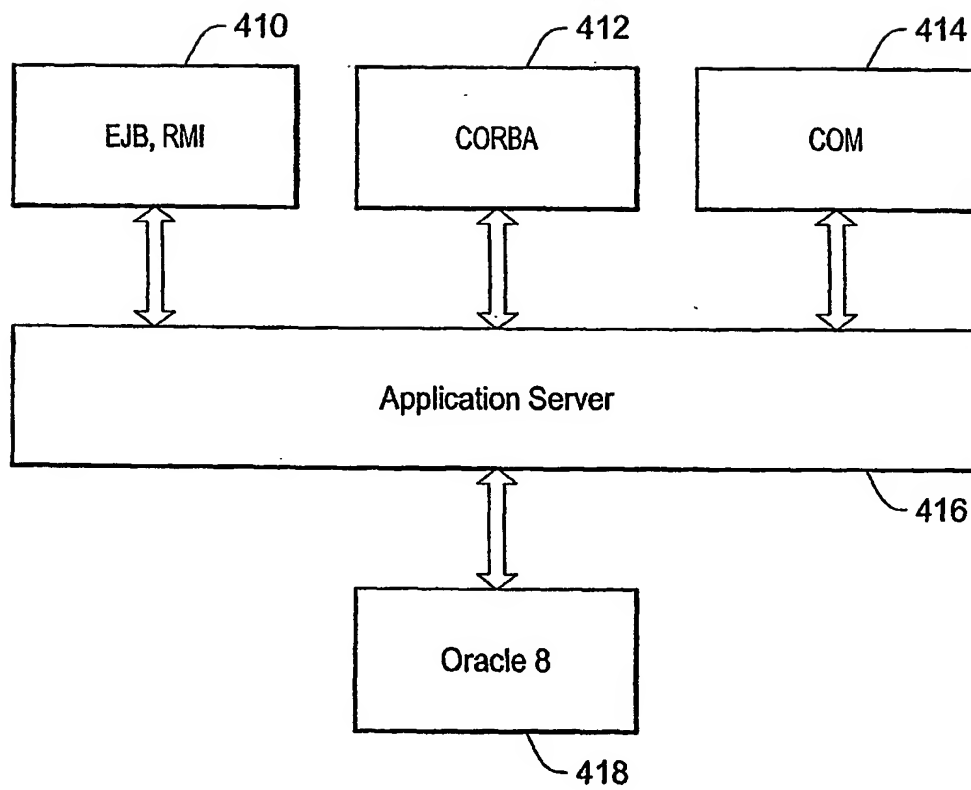 410
412
414
EJB, RMI
CORBA
COM
Application Server
416
Oracle 8
418